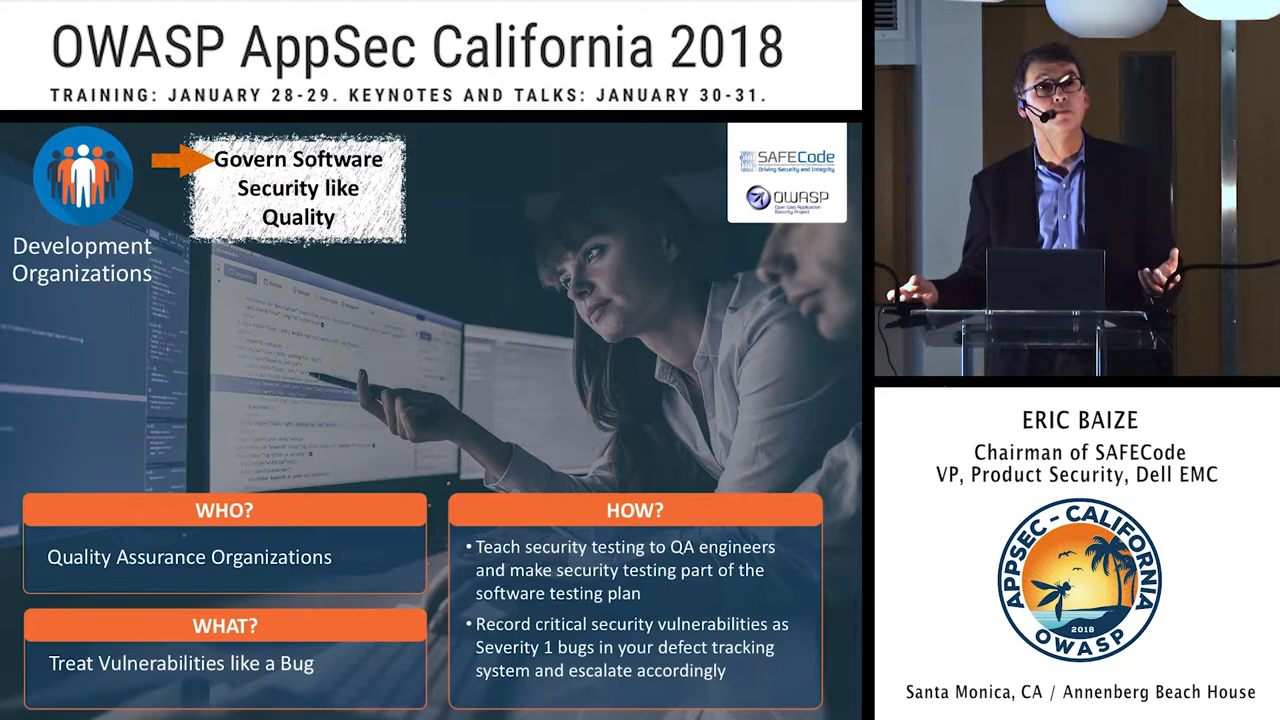 OWASP AppSec California 2018
TRAINING: JANUARY 28-29. KEYNOTES AND TALKS: JANUARY 30-31.
Development
Organizations
Govern Software
Security like
Quality
SAFECode
Driving Security and Integrity
OWASP
Open Web Application
Security Project
WHO?
Quality Assurance Organizations
WHAT?
Treat Vulnerabilities like a Bug
HOW?
• Teach security testing to QA engineers
and make security testing part of the
software testing plan
• Record critical security vulnerabilities as
Severity 1 bugs in your defect tracking
system and escalate accordingly
ERIC BAIZE
Chairman of SAFECode
VP, Product Security, Dell EMC
APPSEC - CALIFORNIA
2018
OWASP
Santa Monica, CA / Annenberg Beach House